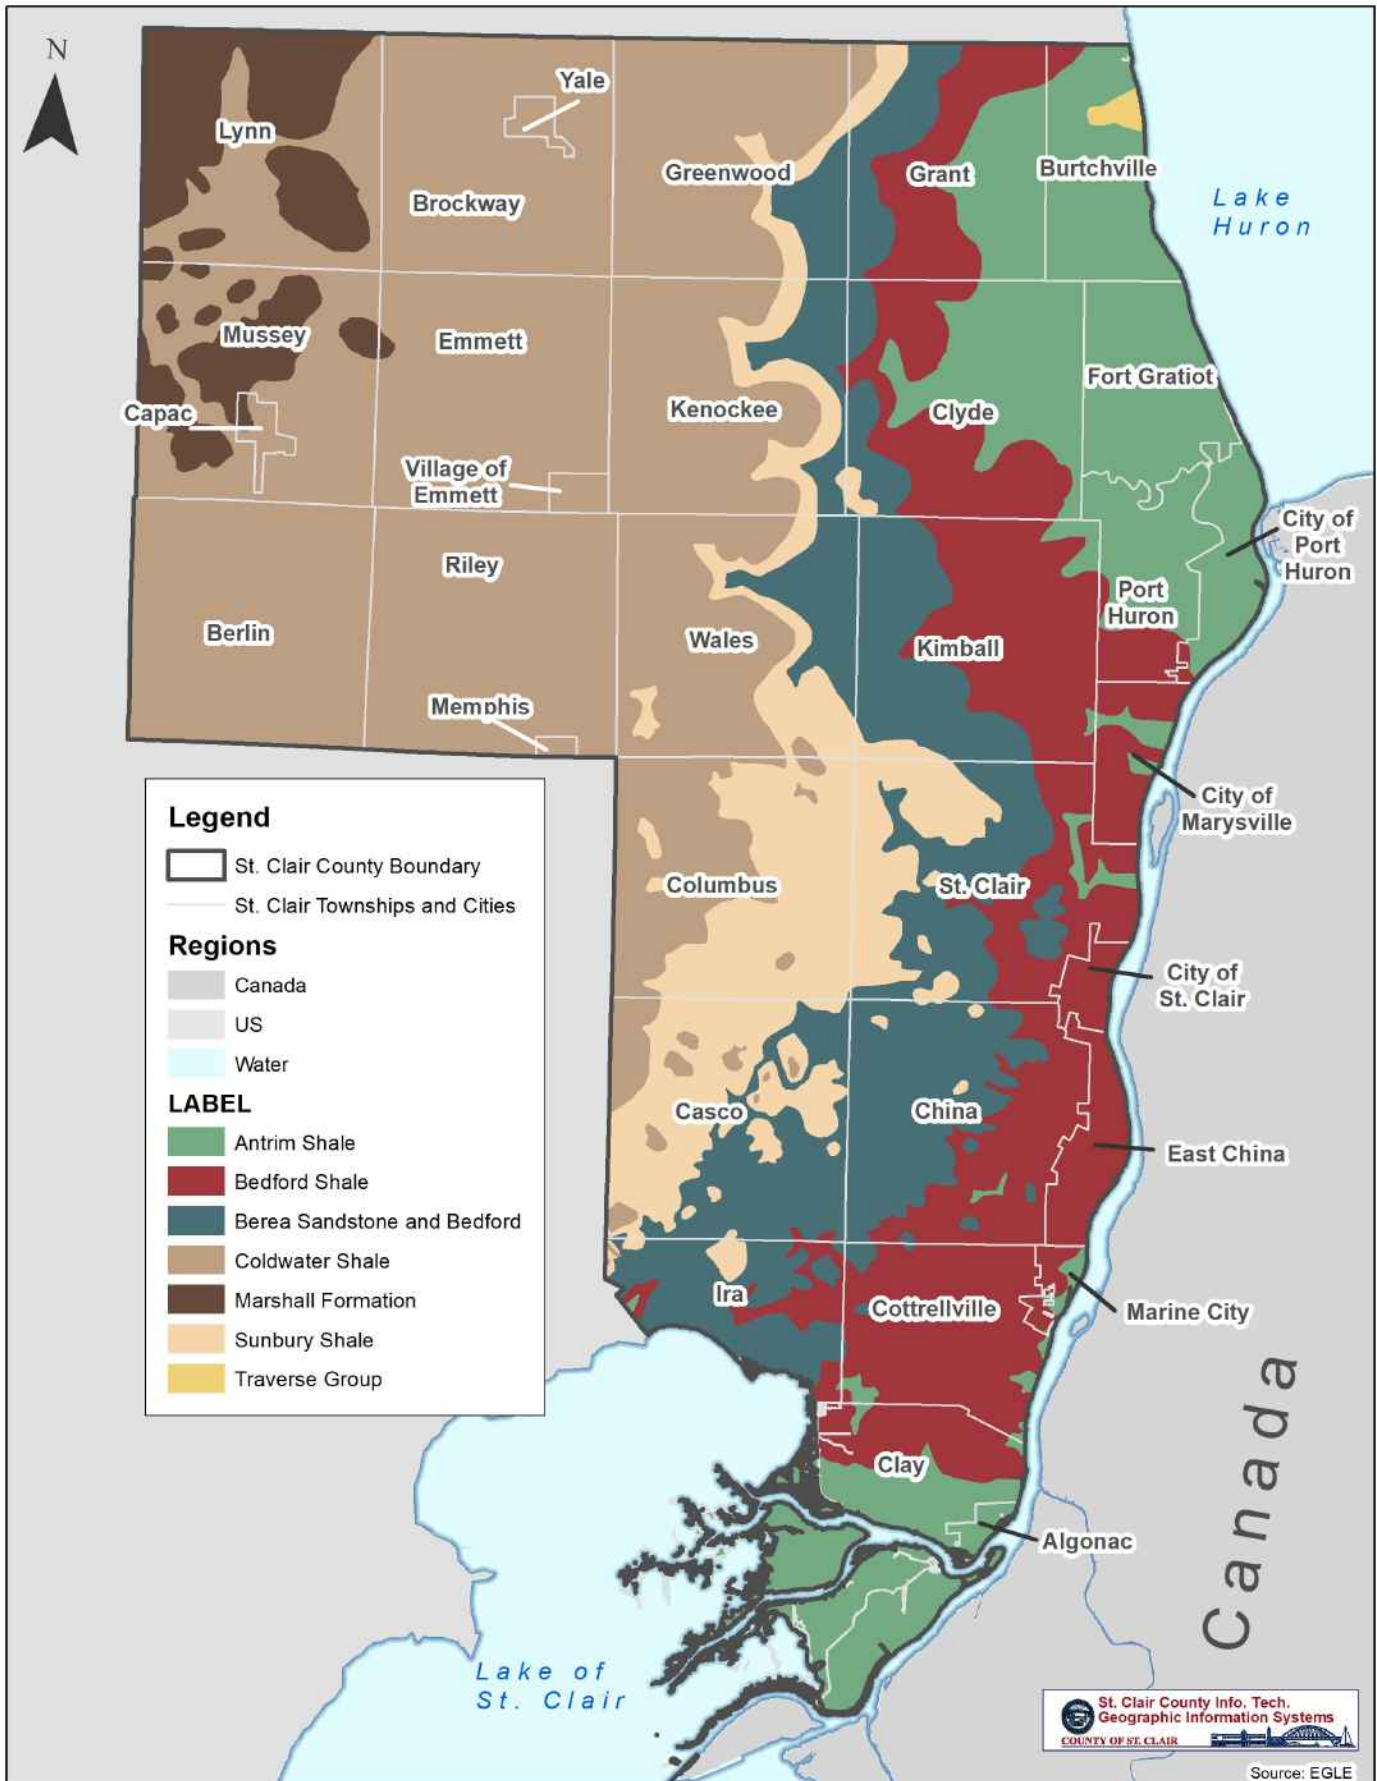 N
Yale
Lynn
Greenwood
Grant
Burtchville
Brockway
Lake
Huron
Mussey
Emmett
Fort Gratiot
Capac
Kenockee
Clyde
Village of
Emmett
City of
Port
Huron
Riley
Port
Huron
Berlin
Wales
Kimball
Memphis
City of
Marysville
Columbus
St. Clair
City of
St. Clair
Casco
China
East China
Ira
Cottrellville
Marine City
Clay
Algonac
Canada
Lake of
St. Clair
Legend
St. Clair County Boundary
St. Clair Townships and Cities
Regions
Canada
US
Water
LABEL
Antrim Shale
Bedford Shale
Berea Sandstone and Bedford
Coldwater Shale
Marshall Formation
Sunbury Shale
Traverse Group
St. Clair County Info. Tech.
Geographic Information Systems
COUNTY OF ST. CLAIR
Source: EGLE